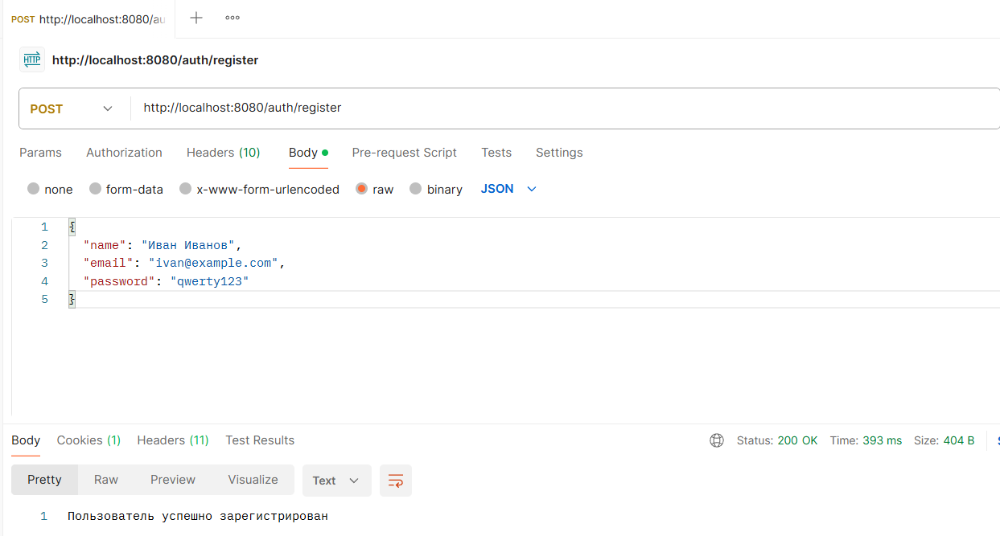 POST http://localhost:8080/au
http://localhost:8080/auth/register
POST http://localhost:8080/auth/register
Params Authorization Headers (10) Body Pre-request Script Tests Settings
none form-data x-www-form-urlencoded raw binary JSON
1 {
2 "name": "Иван Иванов",
3 "email": "ivan@example.com",
4 "password": "qwerty123"
5 }
Body Cookies (1) Headers (11) Test Results Status: 200 OK Time: 393 ms Size: 404 B
Pretty Raw Preview Visualize Text
1 Пользователь успешно зарегистрирован